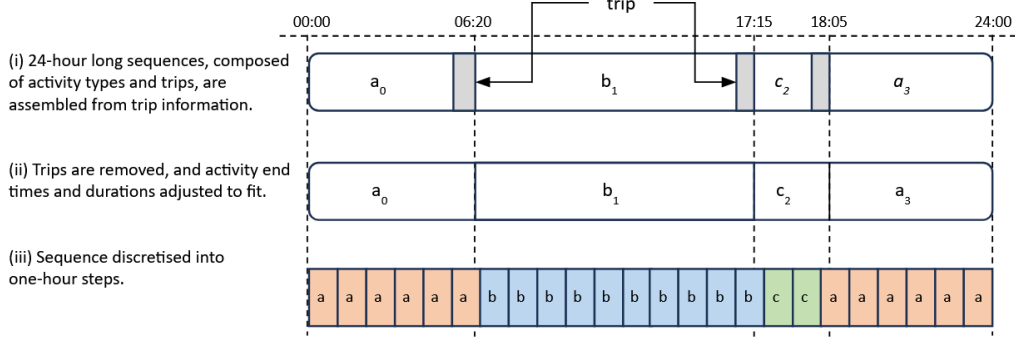 trip
00:00 06:20 17:15 18:05 24:00
(i) 24-hour long sequences, composed
of activity types and trips, are
assembled from trip information.
a₀ b₁ c₂ a₃
(ii) Trips are removed, and activity end
times and durations adjusted to fit.
a₀ b₁ c₂ a₃
(iii) Sequence discretised into
one-hour steps.
a a a a a a b b b b b b b b b b c c a a a a a a